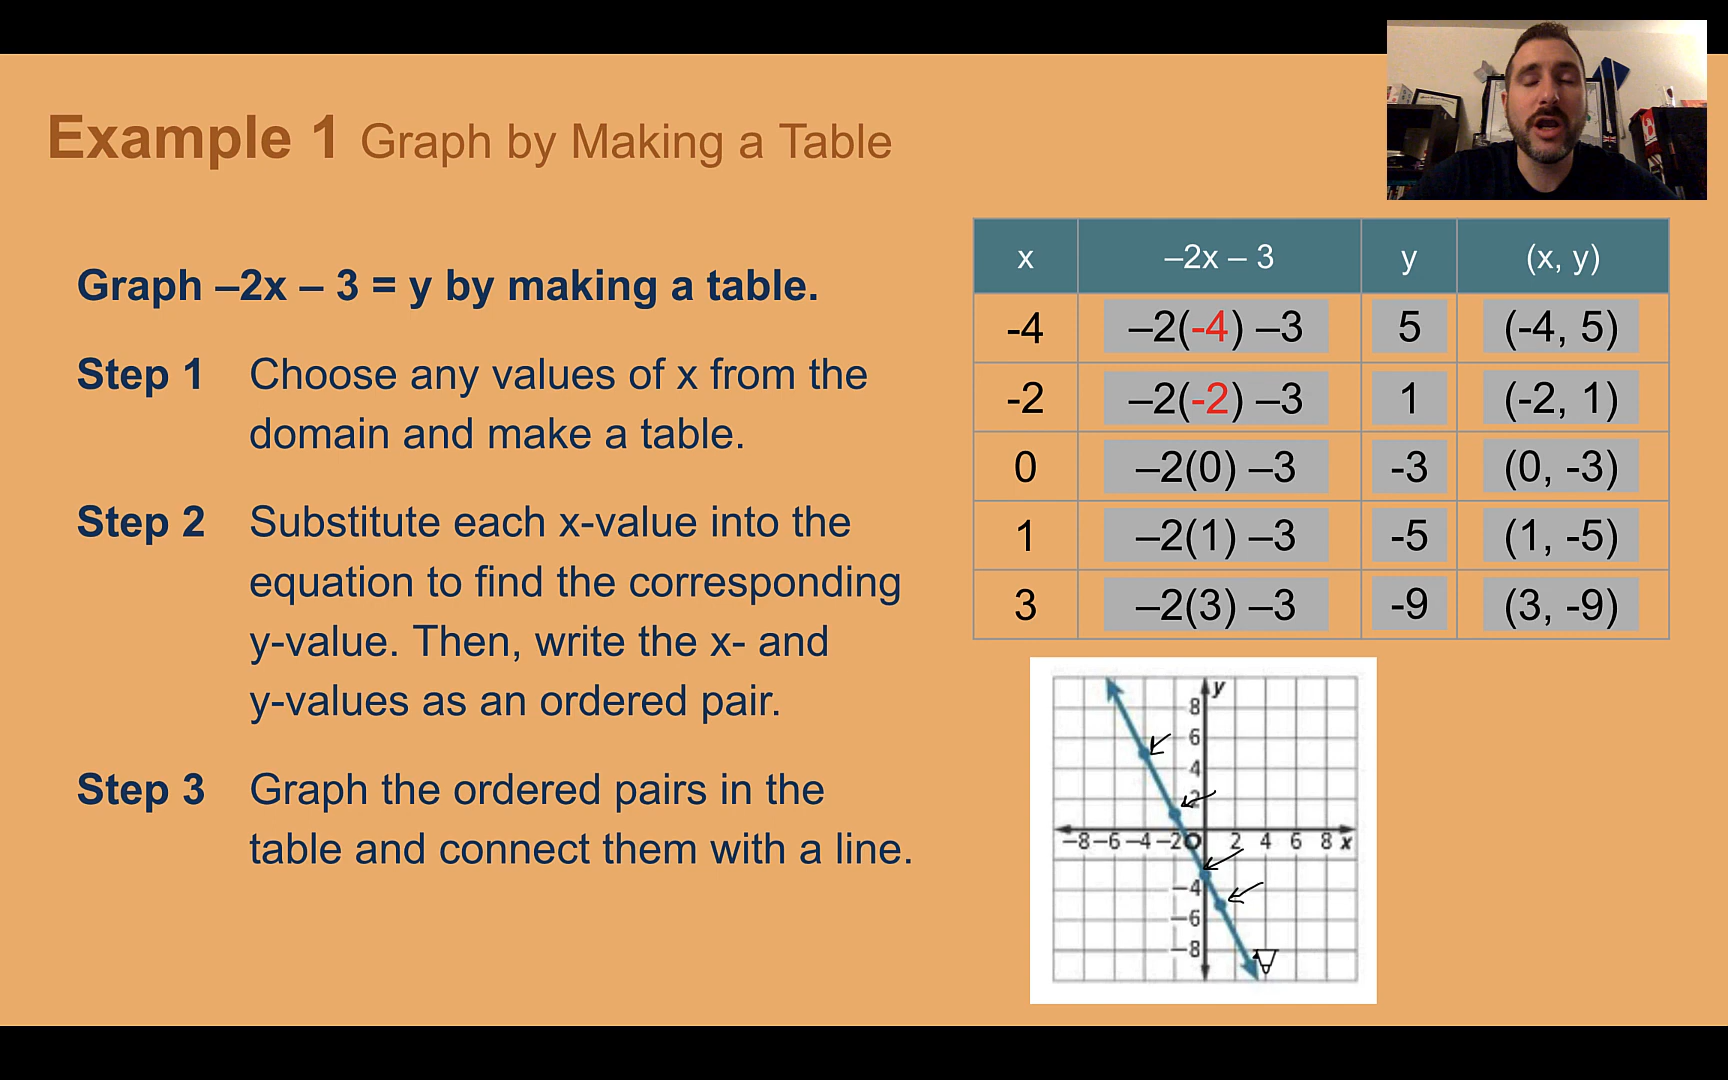 Example 1 Graph by Making a Table
Graph –2x – 3 = y by making a table.
Step 1 Choose any values of x from the
domain and make a table.
Step 2 Substitute each x-value into the
equation to find the corresponding
y-value. Then, write the x- and
y-values as an ordered pair.
Step 3 Graph the ordered pairs in the
table and connect them with a line.
x –2x – 3 y (x, y)
-4 –2(-4) –3 5 (-4, 5)
-2 –2(-2) –3 1 (-2, 1)
0 –2(0) –3 -3 (0, -3)
1 –2(1) –3 -5 (1, -5)
3 –2(3) –3 -9 (3, -9)
y
8
6
4
2
–8–6–4–2O 2 4 6 8 x
–4
–6
–8